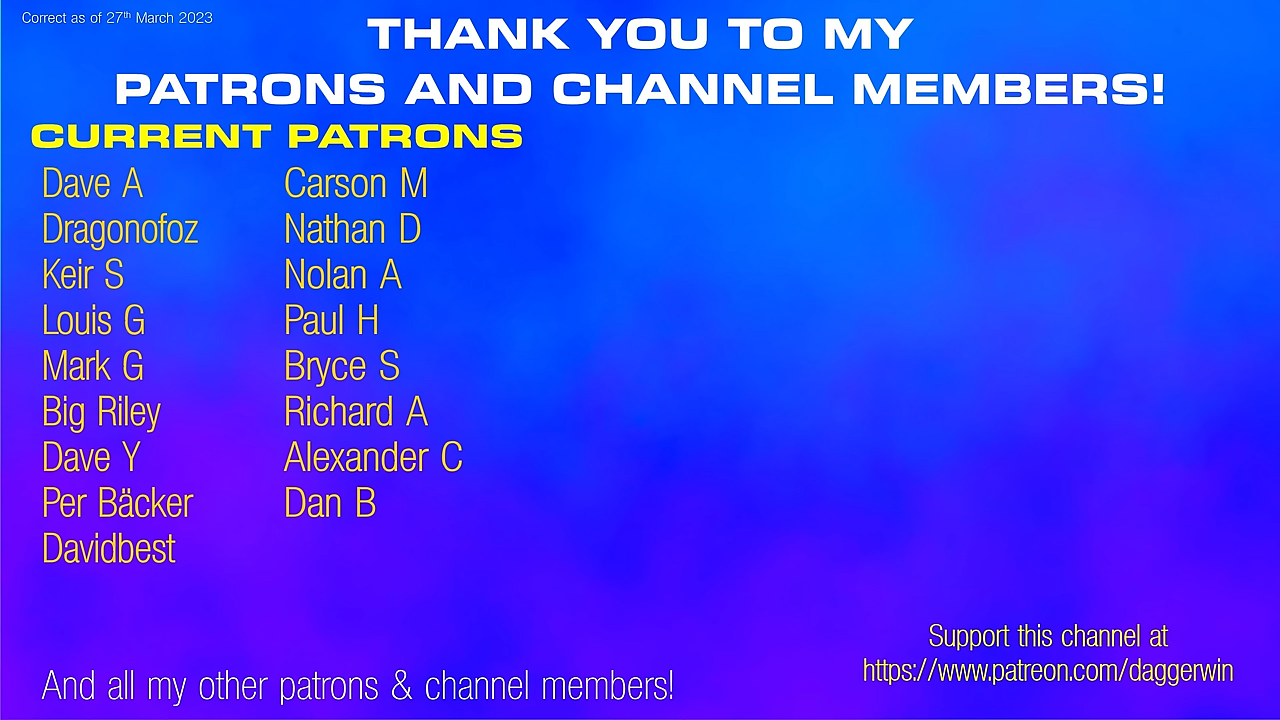 Correct as of 27th March 2023
THANK YOU TO MY
PATRONS AND CHANNEL MEMBERS!
CURRENT PATRONS
Dave A
Dragonofoz
Keir S
Louis G
Mark G
Big Riley
Dave Y
Per Bäcker
Davidbest
Carson M
Nathan D
Nolan A
Paul H
Bryce S
Richard A
Alexander C
Dan B
And all my other patrons & channel members!
Support this channel at
https://www.patreon.com/daggerwin